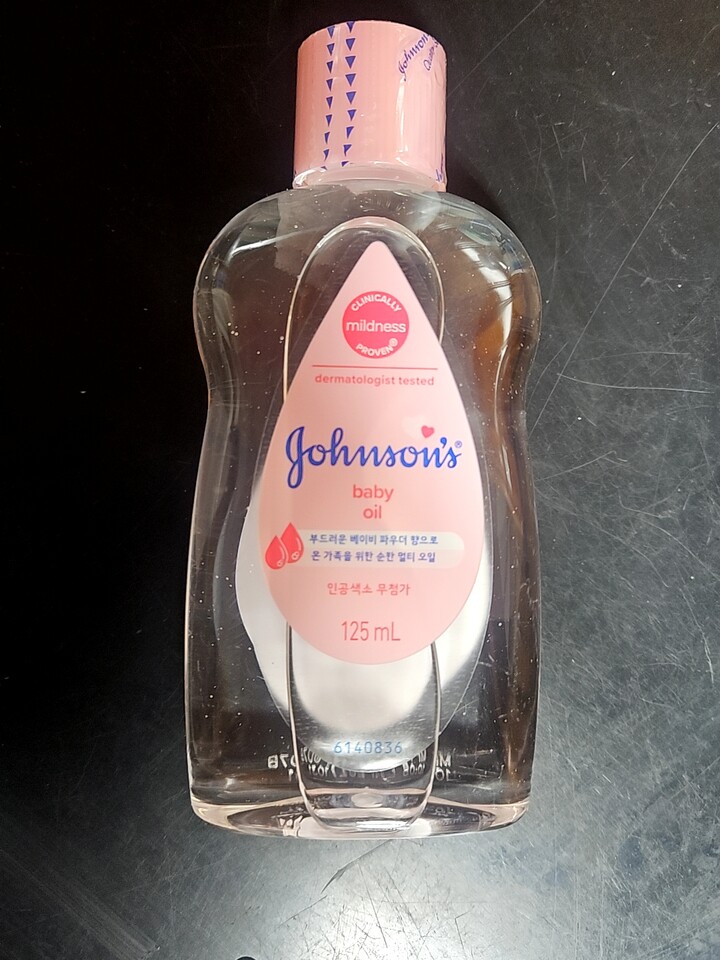 Johnson
CLINICALLY
mildness
PROVEN®
dermatologist tested
Johnson's®
baby
oil
부드러운 베이비 파우더 향으로
온 가족을 위한 순한 멀티 오일
인공색소 무첨가
125 mL
6140836